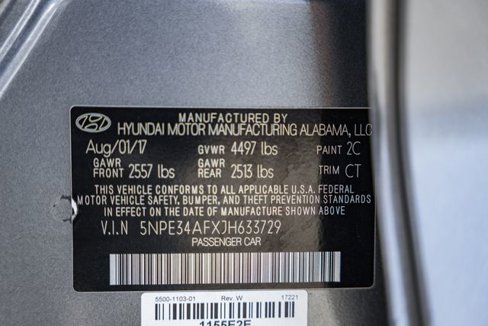 MANUFACTURED BY
HYUNDAI MOTOR MANUFACTURING ALABAMA, LLC
Aug/01/17 GVWR 4497 lbs PAINT 2C
GAWR FRONT 2557 lbs GAWR REAR 2513 lbs TRIM CT
THIS VEHICLE CONFORMS TO ALL APPLICABLE U.S.A. FEDERAL
MOTOR VEHICLE SAFETY, BUMPER, AND THEFT PREVENTION STANDARDS
IN EFFECT ON THE DATE OF MANUFACTURE SHOWN ABOVE.
V.I.N 5NPE34AFXJH633729
PASSENGER CAR
5500-1103-01 Rev. W 17221
1155E2E